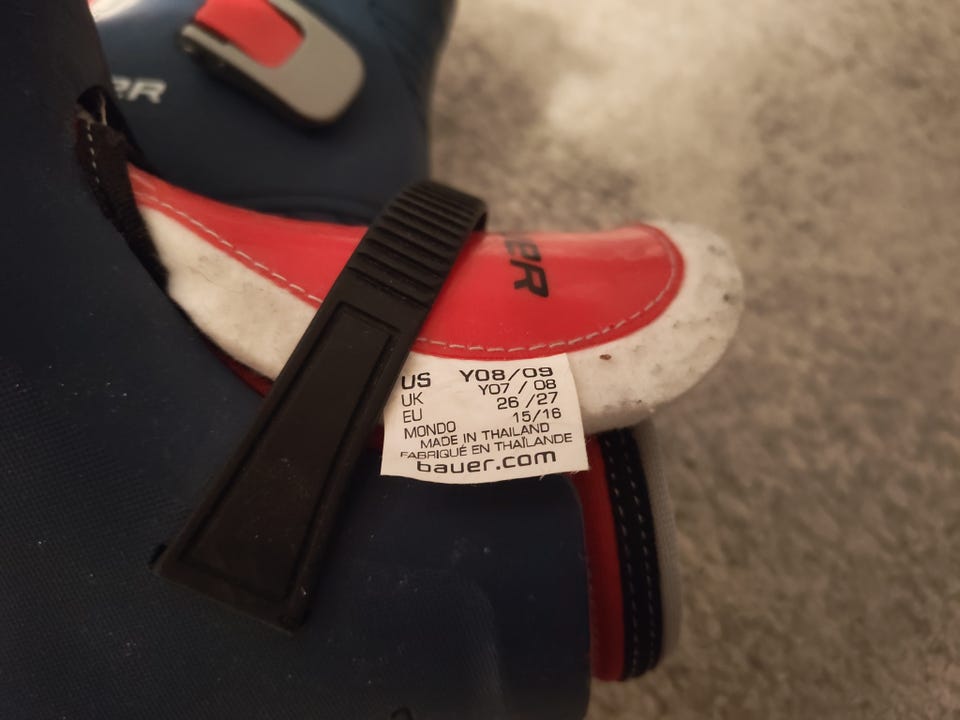 US Y08/09
UK Y07 / 08
EU 26 /27
MONDO 15/16
MADE IN THAILAND
FABRIQUÉ EN THAÏLANDE
bauer.com